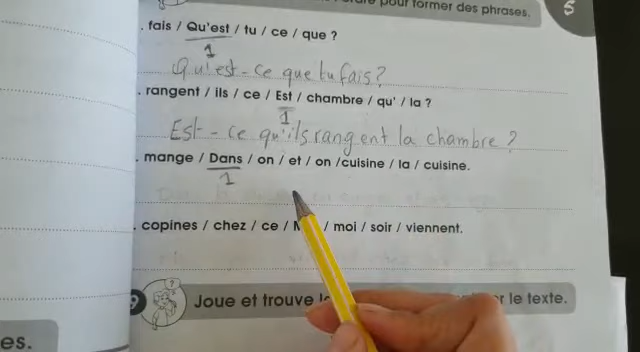 pour former des phrases.
5
. fais / Qu'est / tu / ce / que ?
1
Qu'est-ce que tu fais?
. rangent / ils / ce / Est / chambre / qu' / la ?
1
Est-ce qu'ils rangent la chambre ?
. mange / Dans / on / et / on /cuisine / la / cuisine.
1
. copines / chez / ce / / moi / soir / viennent.
9 Joue et trouve le texte.
es.